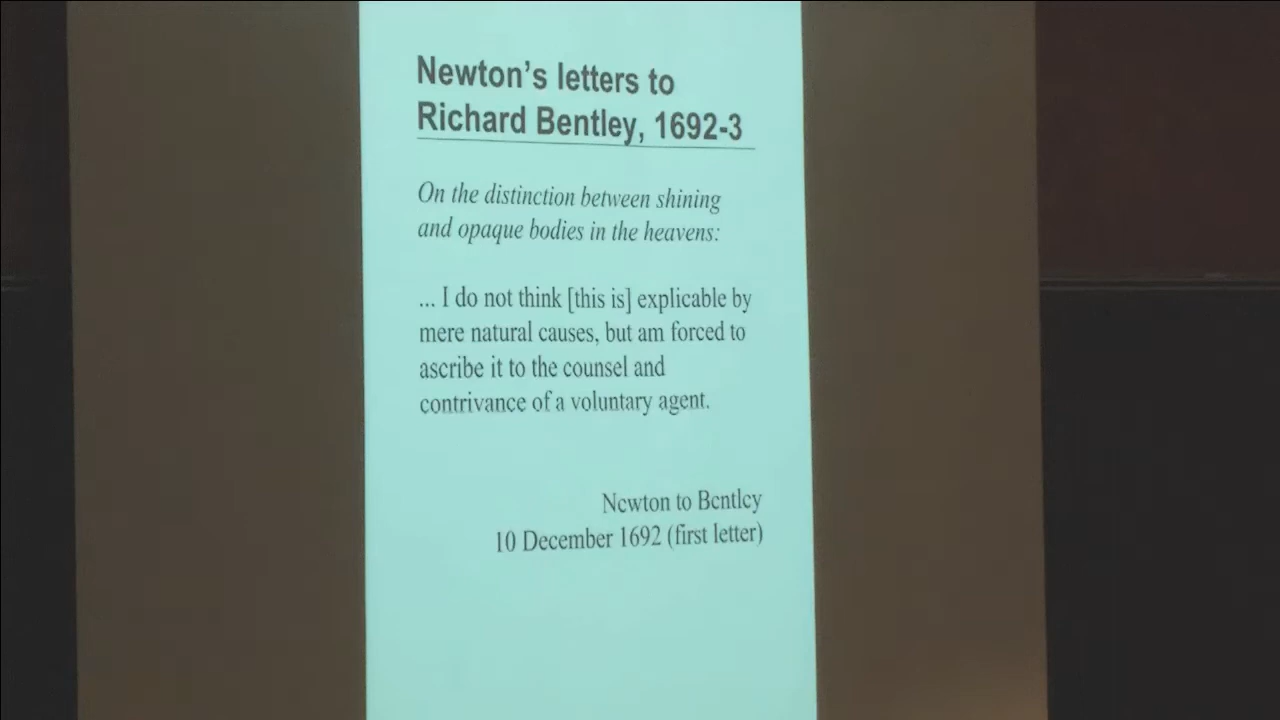 Newton's letters to
Richard Bentley, 1692-3
On the distinction between shining
and opaque bodies in the heavens:
... I do not think [this is] explicable by
mere natural causes, but am forced to
ascribe it to the counsel and
contrivance of a voluntary agent.
Newton to Bentley
10 December 1692 (first letter)